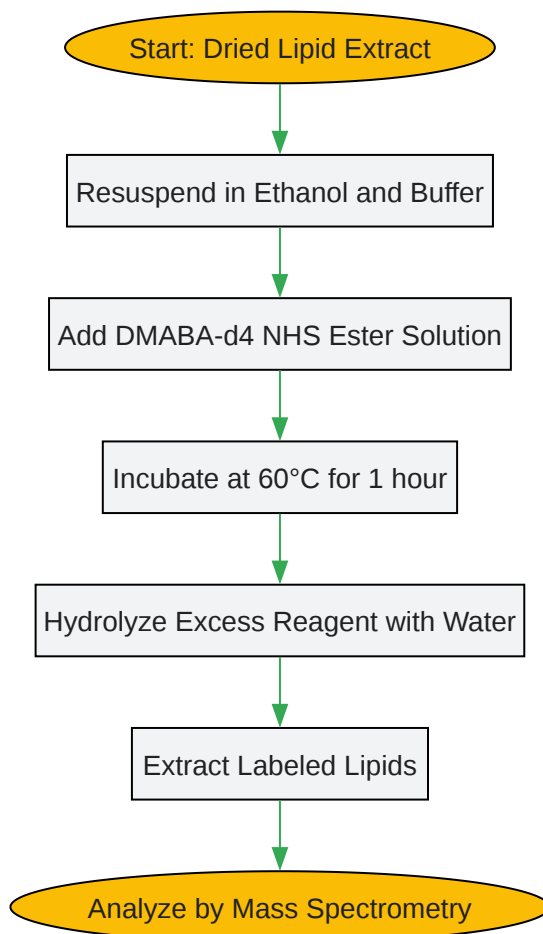 Start: Dried Lipid Extract
Resuspend in Ethanol and Buffer
Add DMABA-d4 NHS Ester Solution
Incubate at 60°C for 1 hour
Hydrolyze Excess Reagent with Water
Extract Labeled Lipids
Analyze by Mass Spectrometry